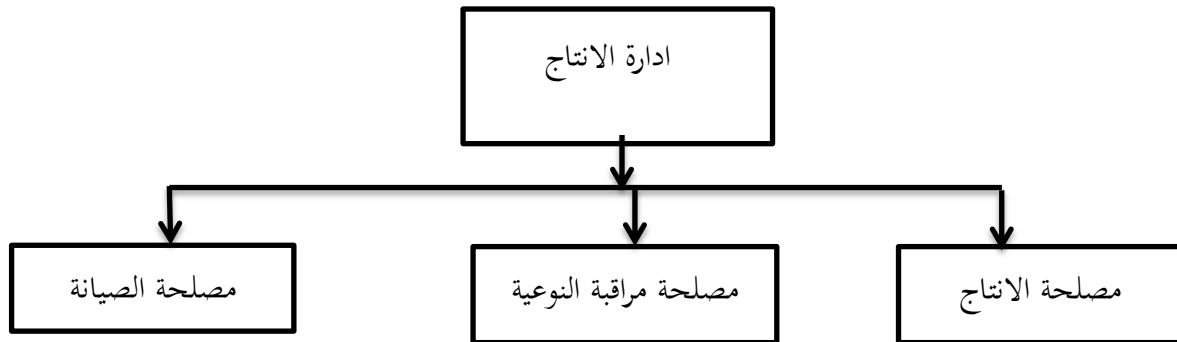 ادارة الانتاج
مصلحة الانتاج
مصلحة مراقبة النوعية
مصلحة الصيانة